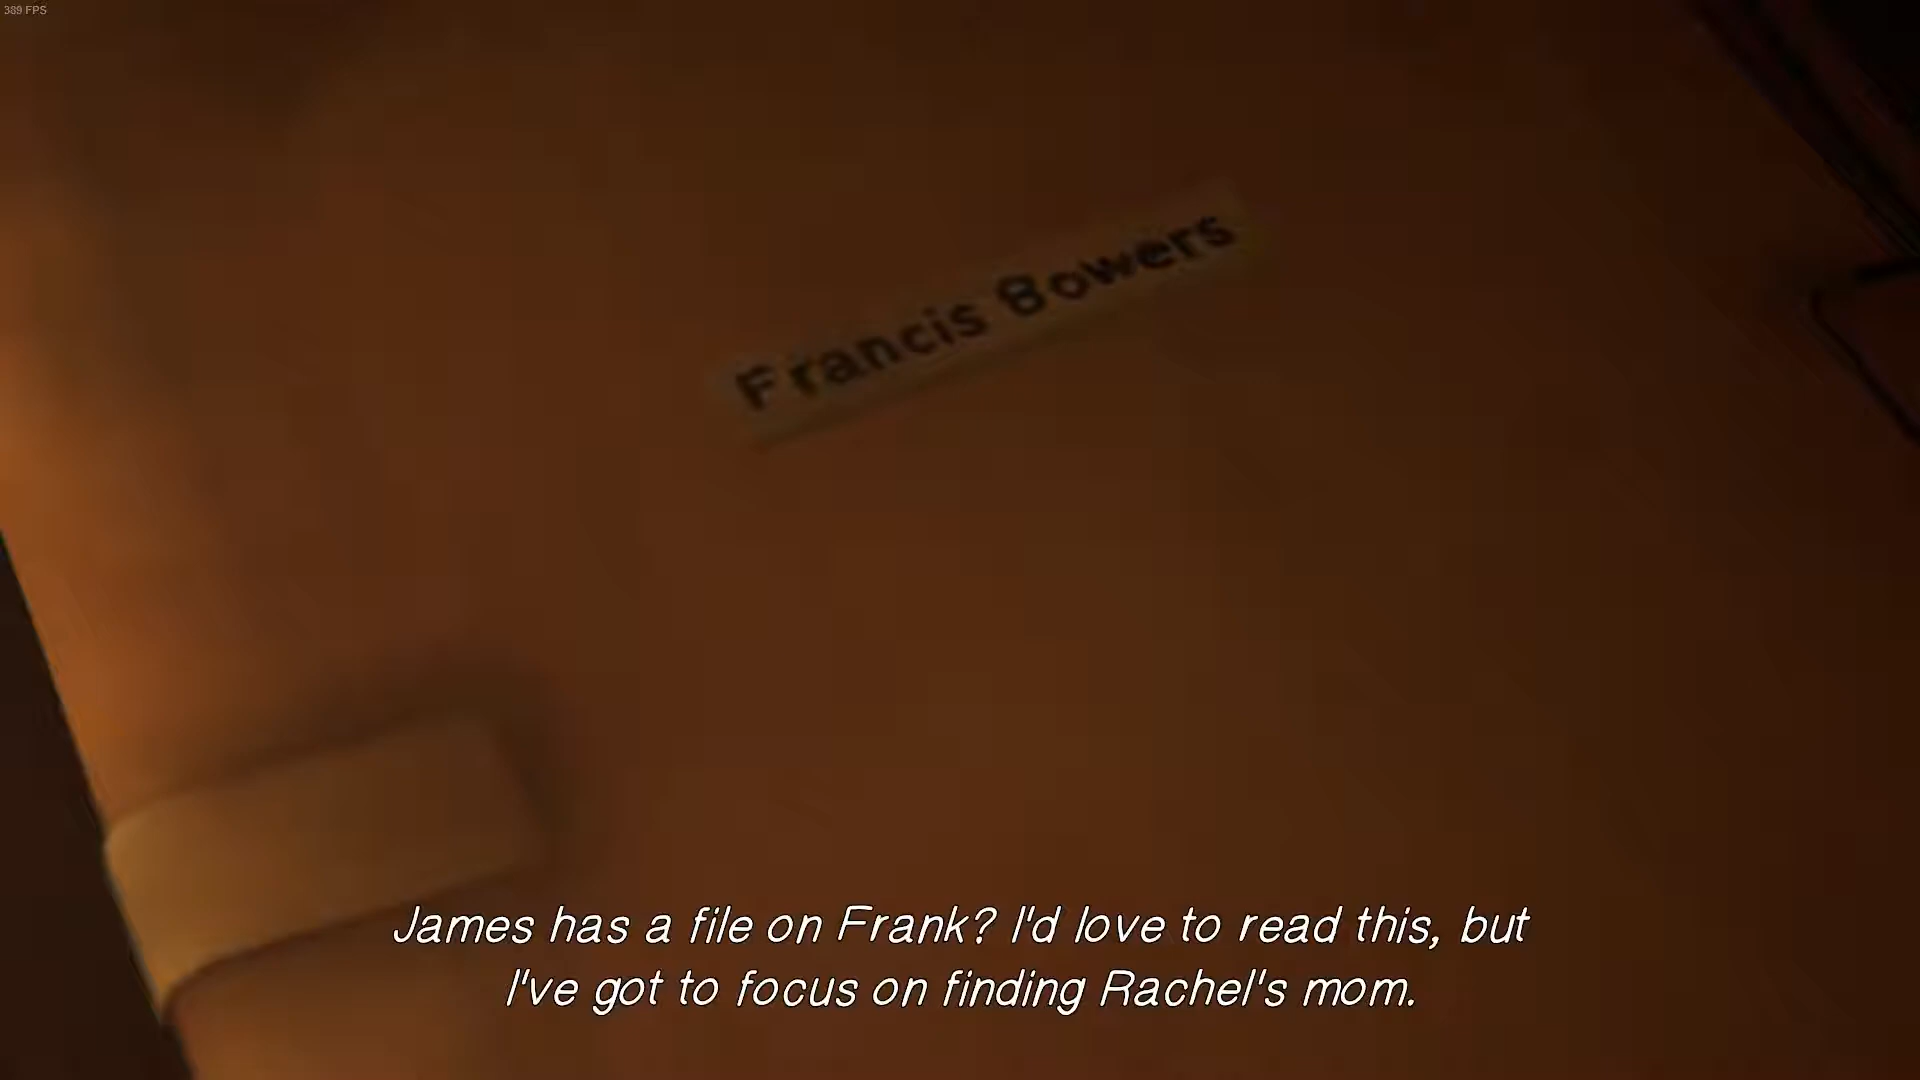 389 FPS
Francis Bowers
James has a file on Frank? I'd love to read this, but
I've got to focus on finding Rachel's mom.